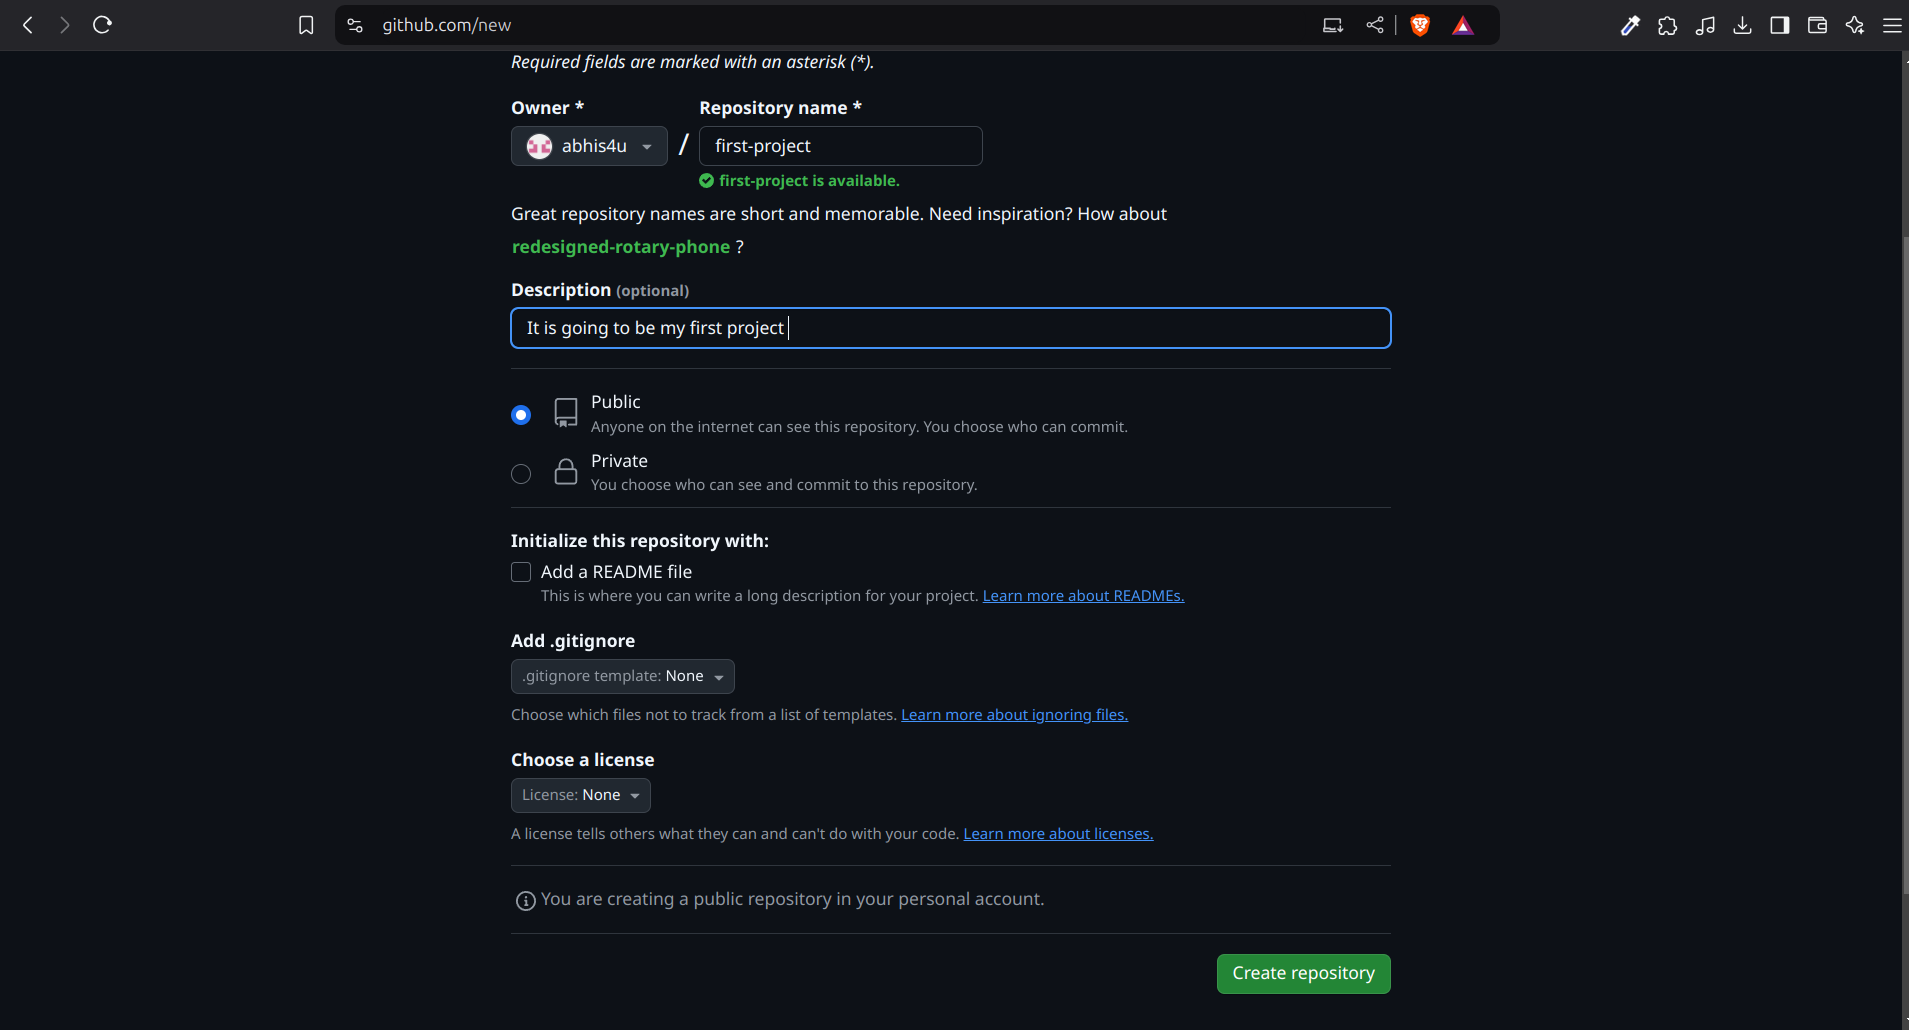 github.com/new
Required fields are marked with an asterisk (*).
Owner *
Repository name *
abhis4u
/
first-project
first-project is available.
Great repository names are short and memorable. Need inspiration? How about
redesigned-rotary-phone ?
Description (optional)
It is going to be my first project
Public
Anyone on the internet can see this repository. You choose who can commit.
Private
You choose who can see and commit to this repository.
Initialize this repository with:
Add a README file
This is where you can write a long description for your project. Learn more about READMEs.
Add .gitignore
.gitignore template: None
Choose which files not to track from a list of templates. Learn more about ignoring files.
Choose a license
License: None
A license tells others what they can and can't do with your code. Learn more about licenses.
You are creating a public repository in your personal account.
Create repository